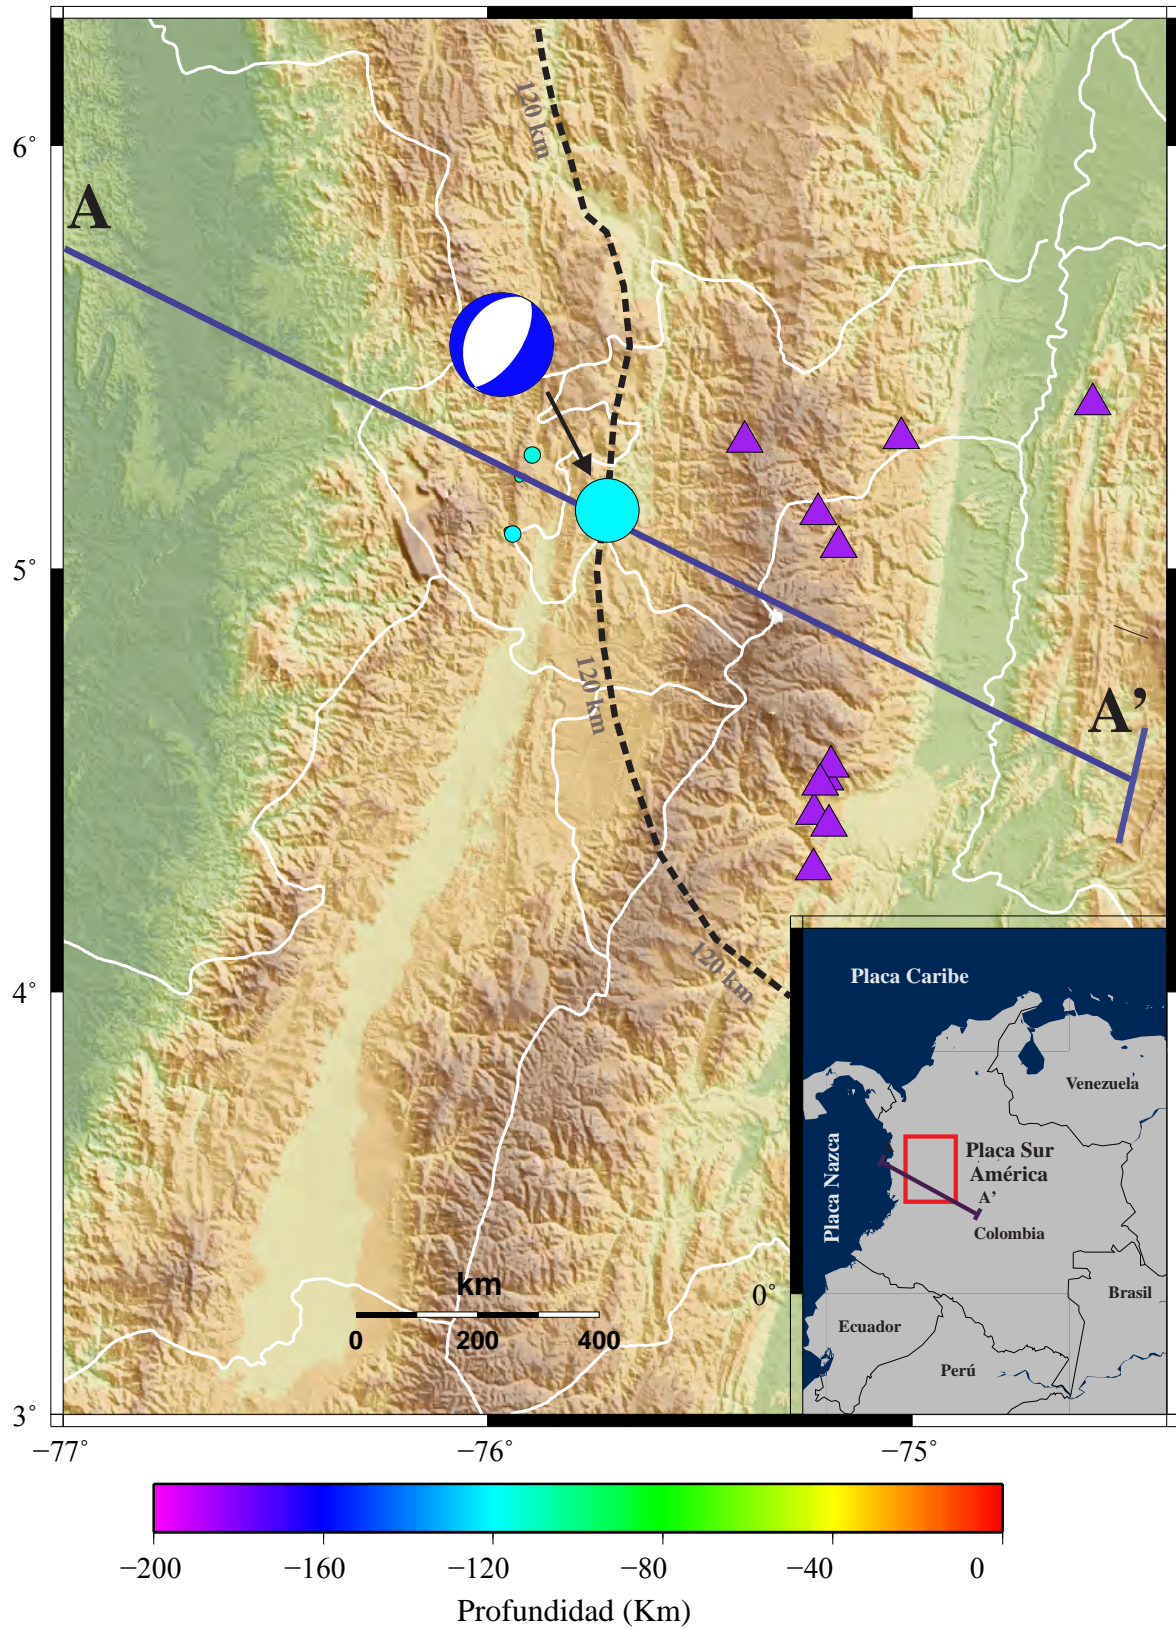 120 km
6°
A
5°
120 km
A’
120 km
4°
Placa Caribe
Venezuela
Placa Nazca
Placa Sur
América
A’
Colombia
0°
Brasil
Ecuador
Perú
km
0 200 400
3°
−77° −76° −75°
−200 −160 −120 −80 −40 0
Profundidad (Km)